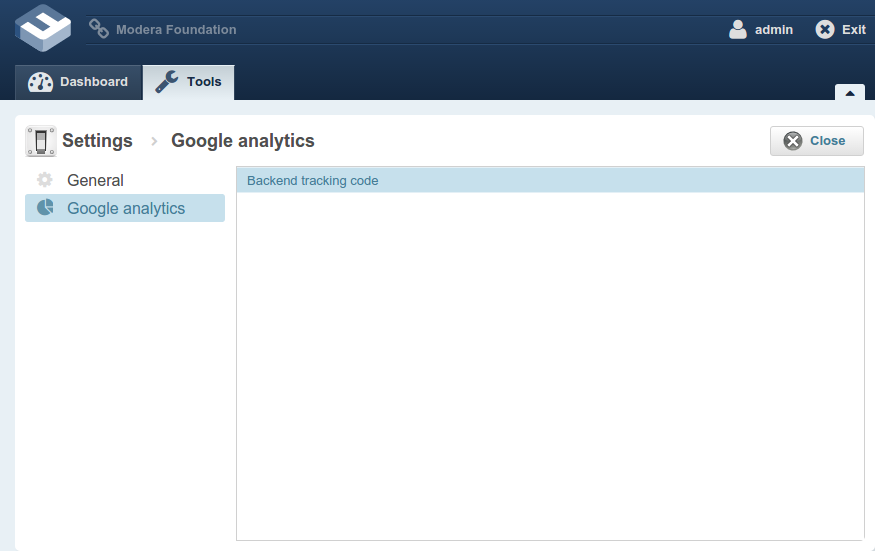 Modera Foundation
admin
Exit
Dashboard
Tools
Settings
Google analytics
Close
General
Google analytics
Backend tracking code